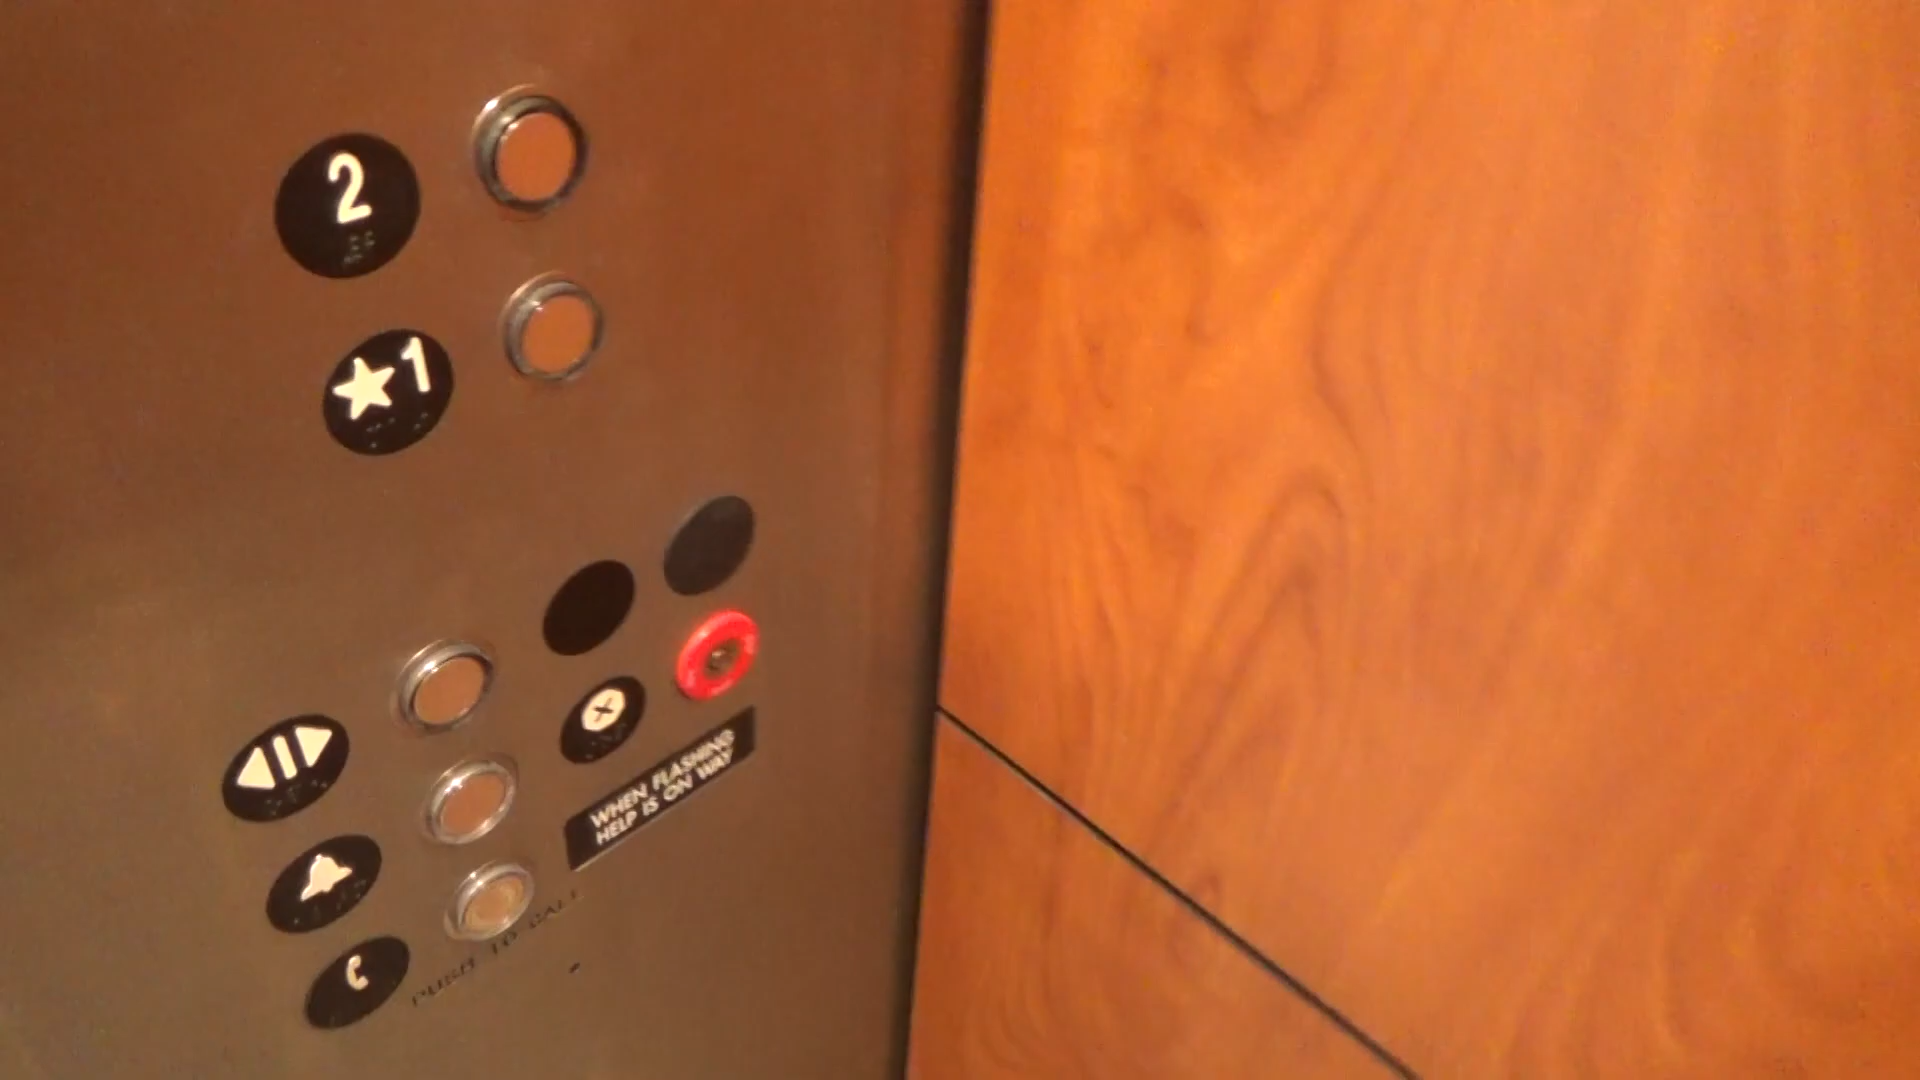 2
★1
WHEN FLASHING
HELP IS ON WAY
PUSH TO CALL